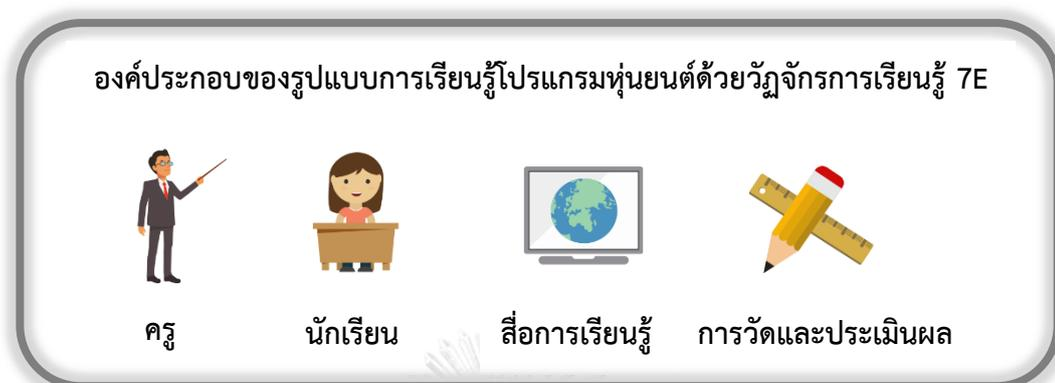 องค์ประกอบของรูปแบบการเรียนรู้โปรแกรมหุ่นยนต์ด้วยวัฏจักรการเรียนรู้ 7E
ครู นักเรียน สื่อการเรียนรู้ การวัดและประเมินผล